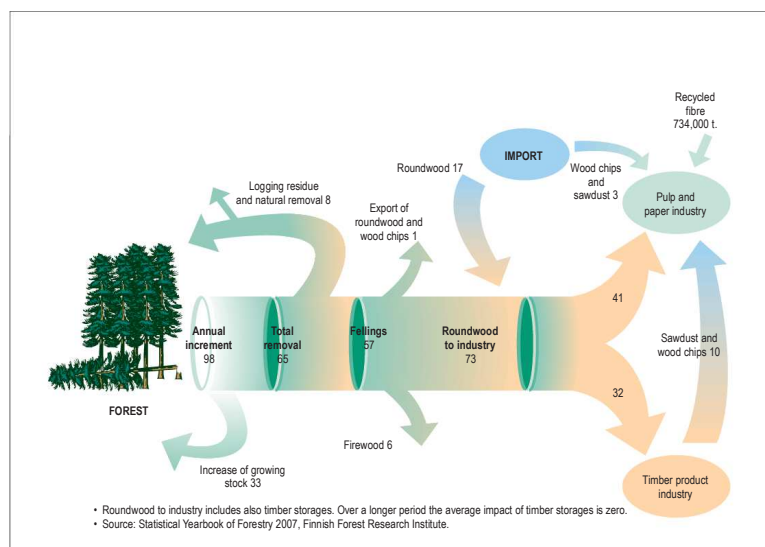 Recycled
fibre
734,000 t.
IMPORT
Wood chips
and
sawdust 3
Roundwood 17
Pulp and
paper industry
Logging residue
and natural removal 8
Export of
roundwood and
wood chips 1
41
Annual
increment
98
Total
removal
65
Fellings
57
Roundwood
to industry
73
Sawdust and
wood chips 10
32
FOREST
Firewood 6
Increase of growing
stock 33
Timber product
industry
• Roundwood to industry includes also timber storages. Over a longer period the average impact of timber storages is zero.
• Source: Statistical Yearbook of Forestry 2007, Finnish Forest Research Institute.